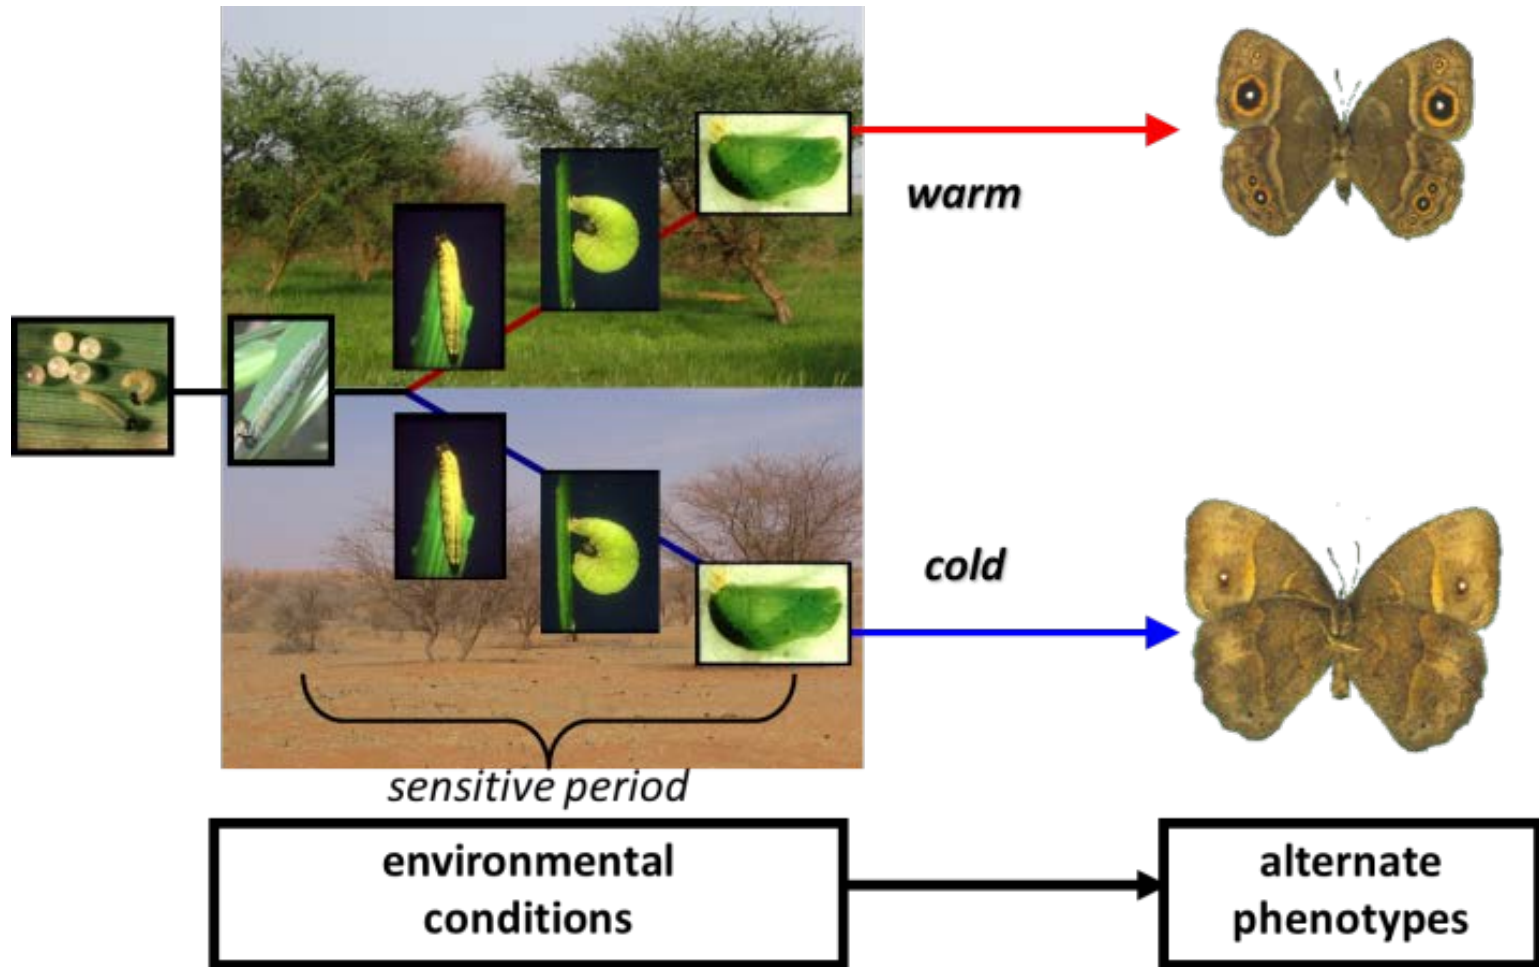 warm
cold
sensitive period
environmental
conditions
alternate
phenotypes